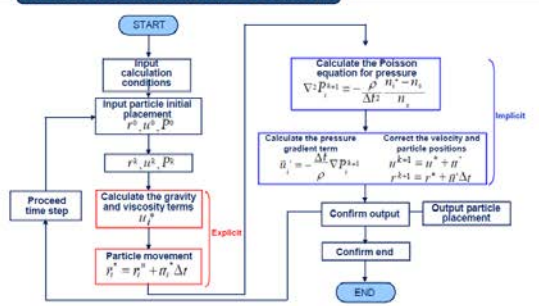 START
Input
calculation
conditions
Input particle initial
placement
r⁰, u⁰, P⁰
rᵏ, uᵏ, Pᵏ
Calculate the gravity
and viscosity terms
Explicit
Particle movement
Proceed
time step
Calculate the Poisson
equation for pressure
Implicit
Calculate the pressure
gradient term
Correct the velocity and
particle positions
Confirm output
Output particle
placement
Confirm end
END